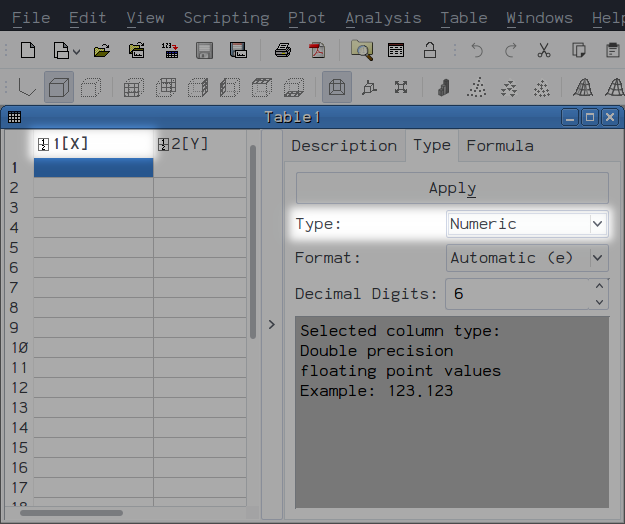 File Edit View Scripting Plot Analysis Table Windows Help
123
Table1
1[X] 2[Y]
Description Type Formula
1
2
3
4
5
6
7
8
9
10
11
12
13
14
15
16
17
18
Apply
Type: Numeric
Format: Automatic (e)
Decimal Digits: 6
Selected column type:
Double precision
floating point values
Example: 123.123